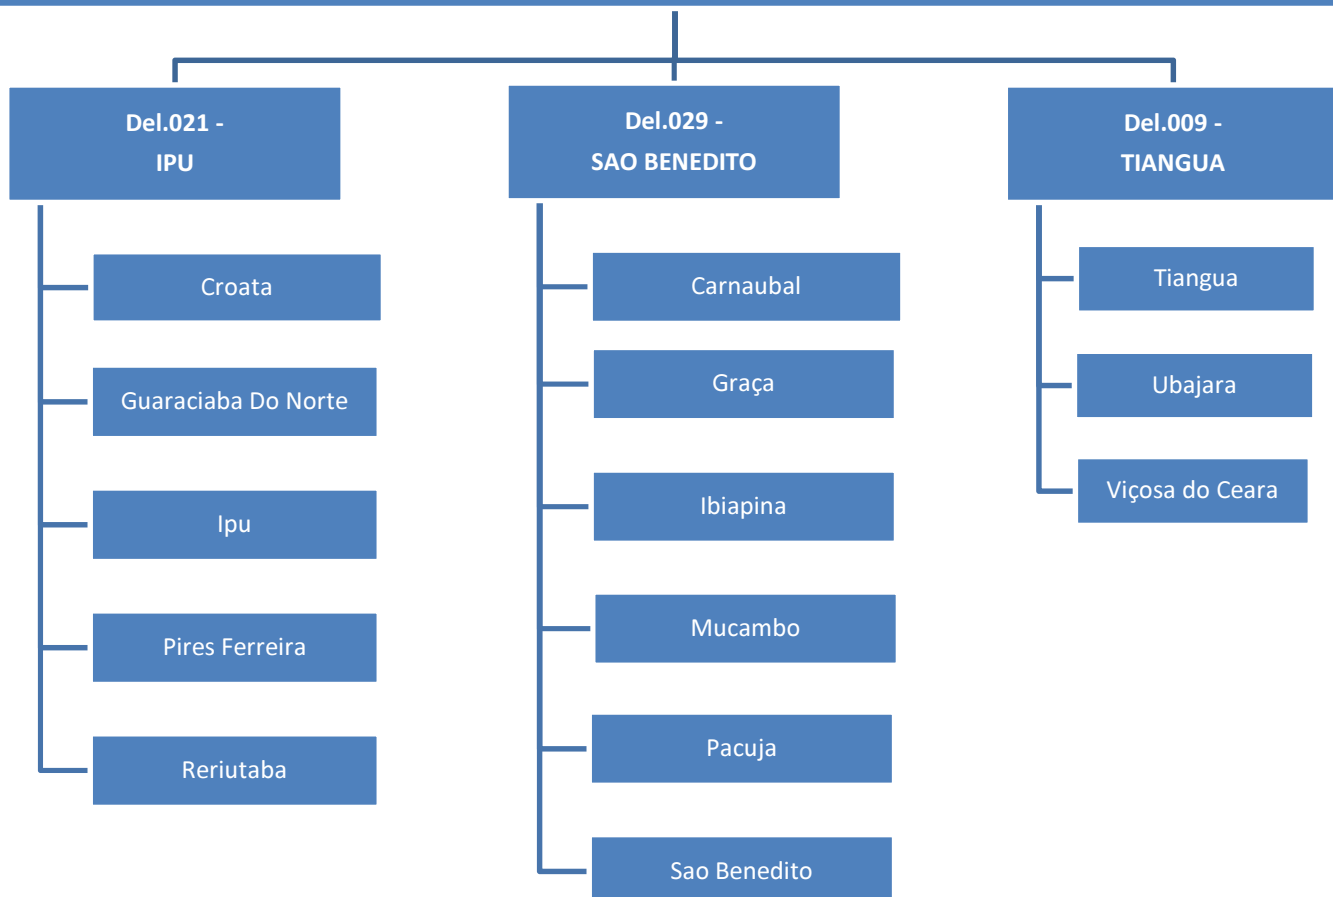 Del.021 -
IPU
Croata
Guaraciaba Do Norte
Ipu
Pires Ferreira
Reriutaba
Del.029 -
SAO BENEDITO
Carnaubal
Graça
Ibiapina
Mucambo
Pacuja
Sao Benedito
Del.009 -
TIANGUA
Tiangua
Ubajara
Viçosa do Ceara